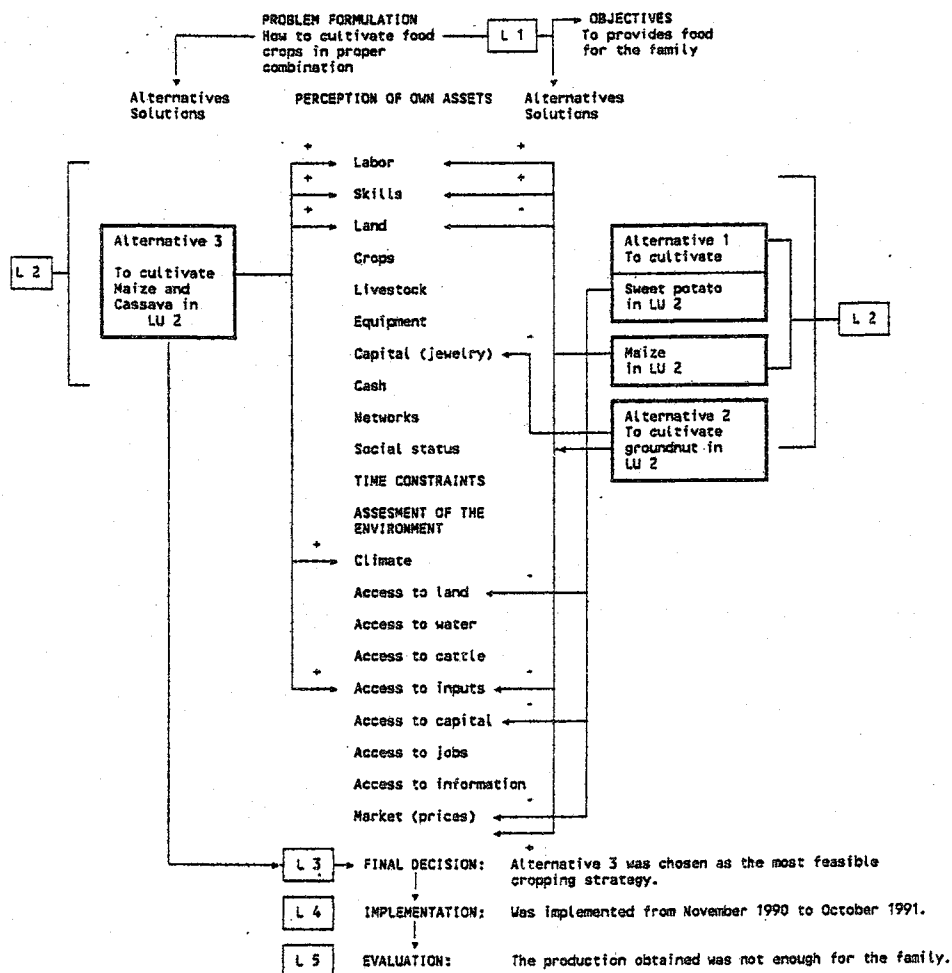 PROBLEM FORMULATION
How to cultivate food
crops in proper
combination
L 1
OBJECTIVES
To provides food
for the family
Alternatives
Solutions
PERCEPTION OF OWN ASSETS
Alternatives
Solutions
+ +
Labor
+ +
Skills
+ -
Land
Crops
Livestock
Equipment
-
Capital (jewelry)
Cash
Networks
Social status
TIME CONSTRAINTS
ASSESMENT OF THE
ENVIRONMENT
+
Climate
-
Access to land
Access to water
Access to cattle
+ -
Access to inputs
-
Access to capital
Access to jobs
Access to information
-
Market (prices)
+
L 2
Alternative 3
To cultivate
Maize and
Cassava in
LU 2
Alternative 1
To cultivate
Sweet potato
in LU 2
Maize
in LU 2
Alternative 2
To cultivate
groundnut in
LU 2
L 2
L 3
FINAL DECISION:
Alternative 3 was chosen as the most feasible
cropping strategy.
L 4
IMPLEMENTATION:
Was implemented from November 1990 to October 1991.
L 5
EVALUATION:
The production obtained was not enough for the family.